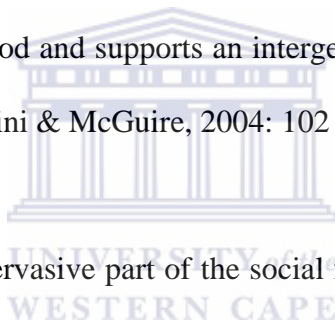 od and supports an interge
ini & McGuire, 2004: 102
UNIVERSITY of the
ervasive part of the social
WESTERN CAPE